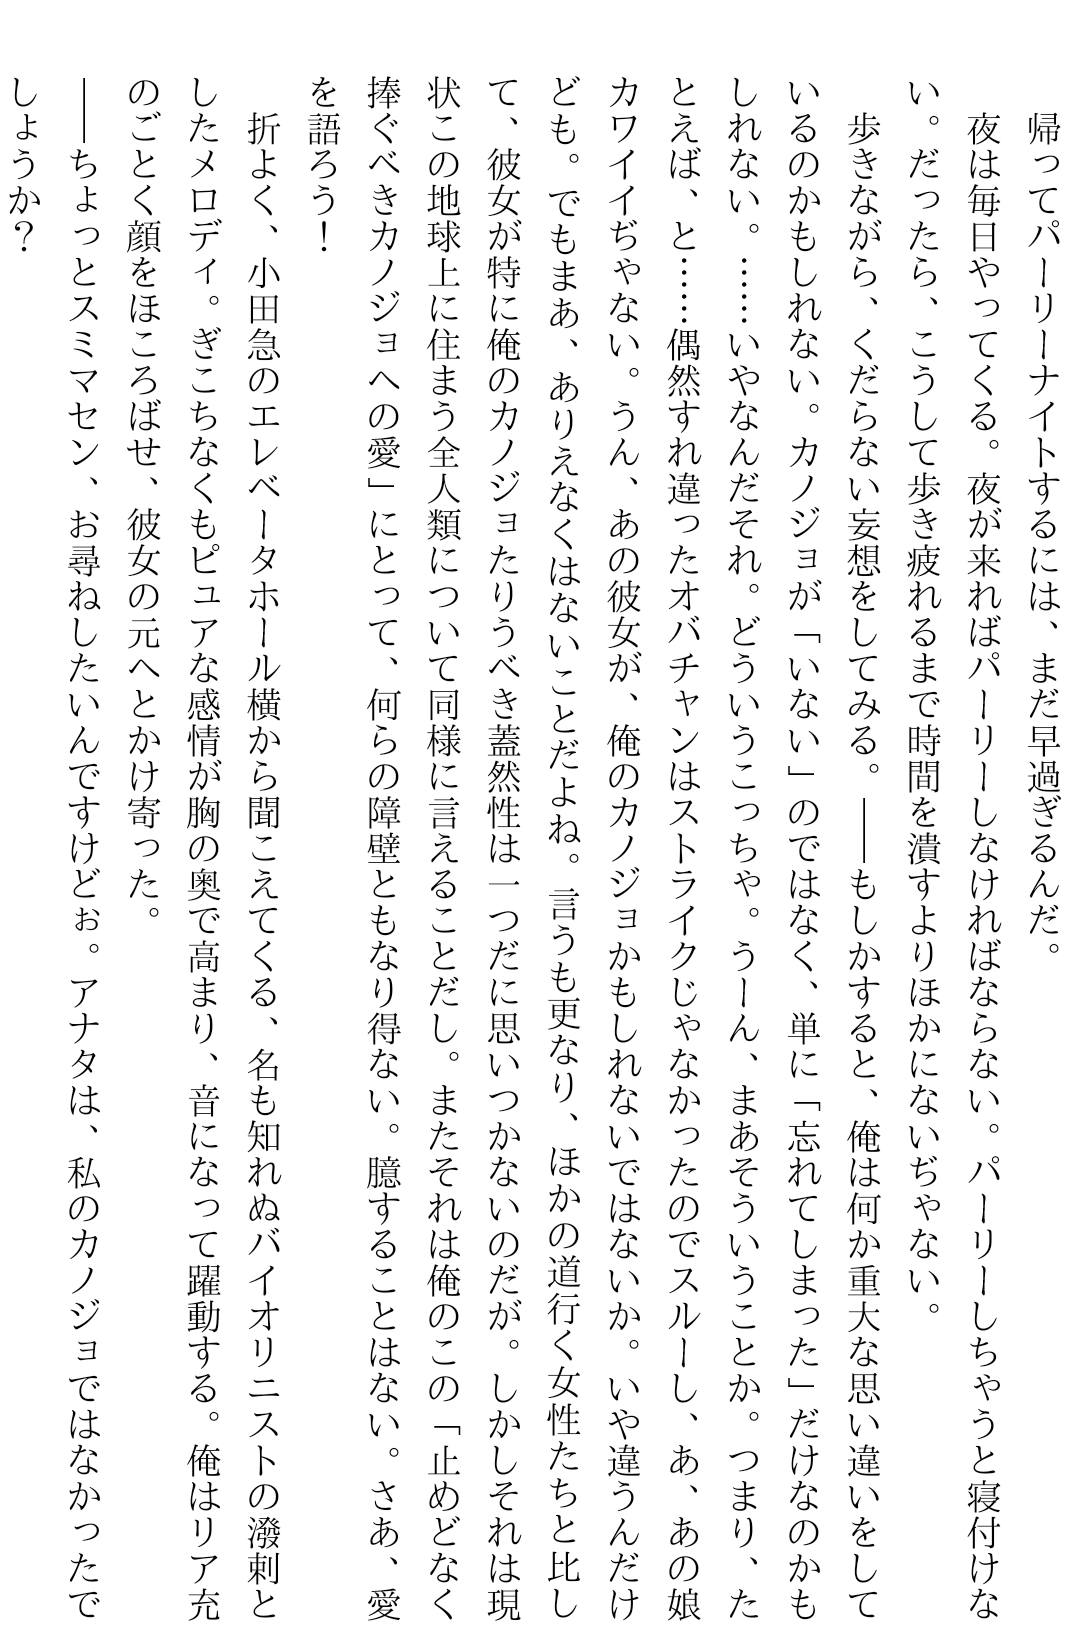 帰ってパーリーナイトするには、まだ早過ぎるんだ。
夜は毎日やってくる。夜が来ればパーリーしなければならない。パーリーしちゃうと寝付けな
い。だったら、こうして歩き疲れるまで時間を潰すよりほかにないぢゃない。
歩きながら、くだらない妄想をしてみる。――もしかすると、俺は何か重大な思い違いをして
いるのかもしれない。カノジョが「いない」のではなく、単に「忘れてしまった」だけなのかも
しれない。……いやなんだそれ。どういうこっちゃ。うーん、まあそういうことか。つまり、た
とえば、と……偶然すれ違ったオバチャンはストライクじゃなかったのでスルーし、あ、あの娘
カワイイぢゃない。うん、あの彼女が、俺のカノジョかもしれないではないか。いや違うんだけ
ども。でもまあ、ありえなくはないことだよね。言うも更なり、ほかの道行く女性たちと比し
て、彼女が特に俺のカノジョたりうべき蓋然性は一つだに思いつかないのだが。しかしそれは現
状この地球上に住まう全人類について同様に言えることだし。またそれは俺のこの「止めどなく
捧ぐべきカノジョへの愛」にとって、何らの障壁ともなり得ない。臆することはない。さあ、愛
を語ろう！
折よく、小田急のエレベータホール横から聞こえてくる、名も知れぬバイオリニストの潑剌と
したメロディ。ぎこちなくもピュアな感情が胸の奥で高まり、音になって躍動する。俺はリア充
のごとく顔をほころばせ、彼女の元へとかけ寄った。
――ちょっとスミマセン、お尋ねしたいんですけどぉ。アナタは、私のカノジョではなかったで
しょうか？